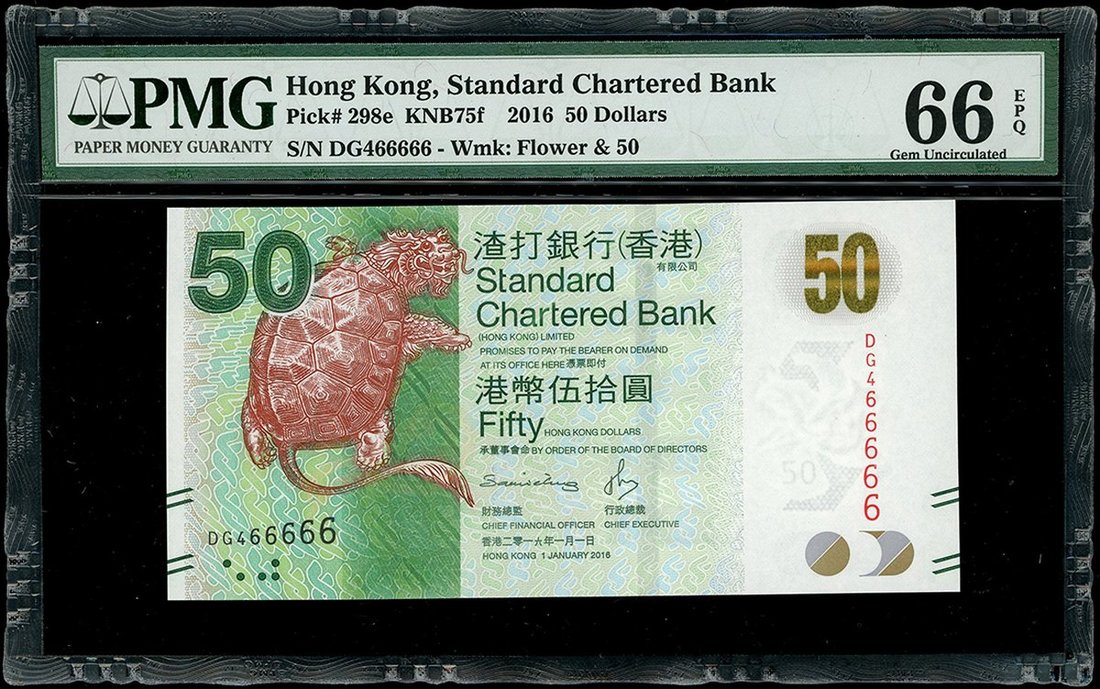 PMG
PAPER MONEY GUARANTY
Hong Kong, Standard Chartered Bank
Pick# 298e KNB75f 2016 50 Dollars
S/N DG466666 - Wmk: Flower & 50
66
EPQ
Gem Uncirculated
50
渣打銀行(香港)
有限公司
Standard
Chartered Bank
(HONG KONG) LIMITED
PROMISES TO PAY THE BEARER ON DEMAND
AT ITS OFFICE HERE 憑票即付
港幣伍拾圓
Fifty HONG KONG DOLLARS
承董事會命 BY ORDER OF THE BOARD OF DIRECTORS
財務總監 行政總裁
CHIEF FINANCIAL OFFICER CHIEF EXECUTIVE
香港二零一六年一月一日
HONG KONG 1 JANUARY 2016
DG466666
50
DG466666
50